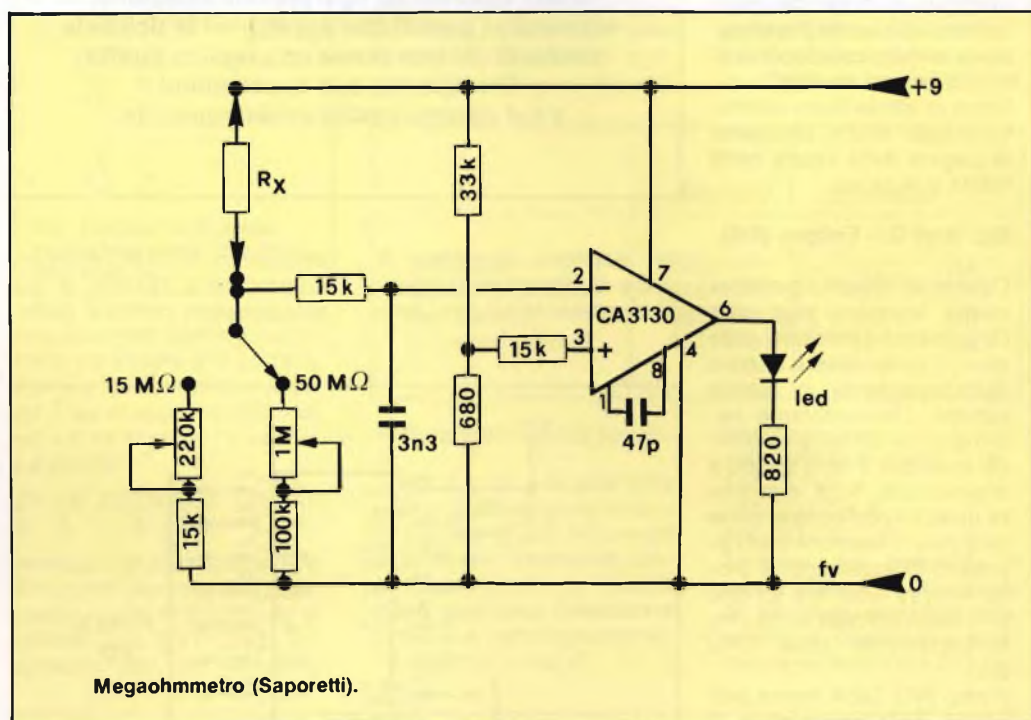 +9
33k
RX
7
15k
2
−
CA3130
6
3
+
15k
4
8
15 MΩ
50 MΩ
1
led
680
3n3
47p
220k
1M
820
15k
100k
fv
0
Megaohmmetro (Saporetti).